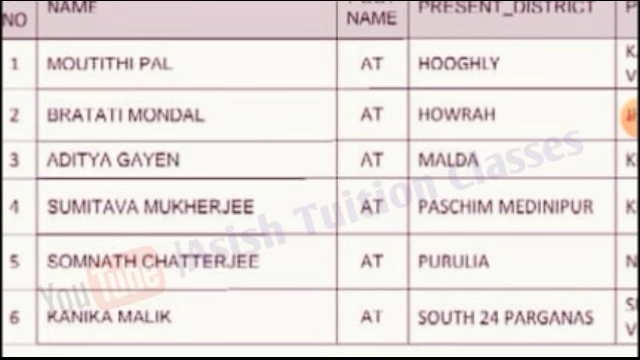 NO NAME NAME PRESENT_DISTRICT
1 MOUTITHI PAL AT HOOGHLY
2 BRATATI MONDAL AT HOWRAH
3 ADITYA GAYEN AT MALDA
4 SUMITAVA MUKHERJEE AT PASCHIM MEDINIPUR
5 SOMNATH CHATTERJEE AT PURULIA
6 KANIKA MALIK AT SOUTH 24 PARGANAS
YouTube /Asish Tuition Classes